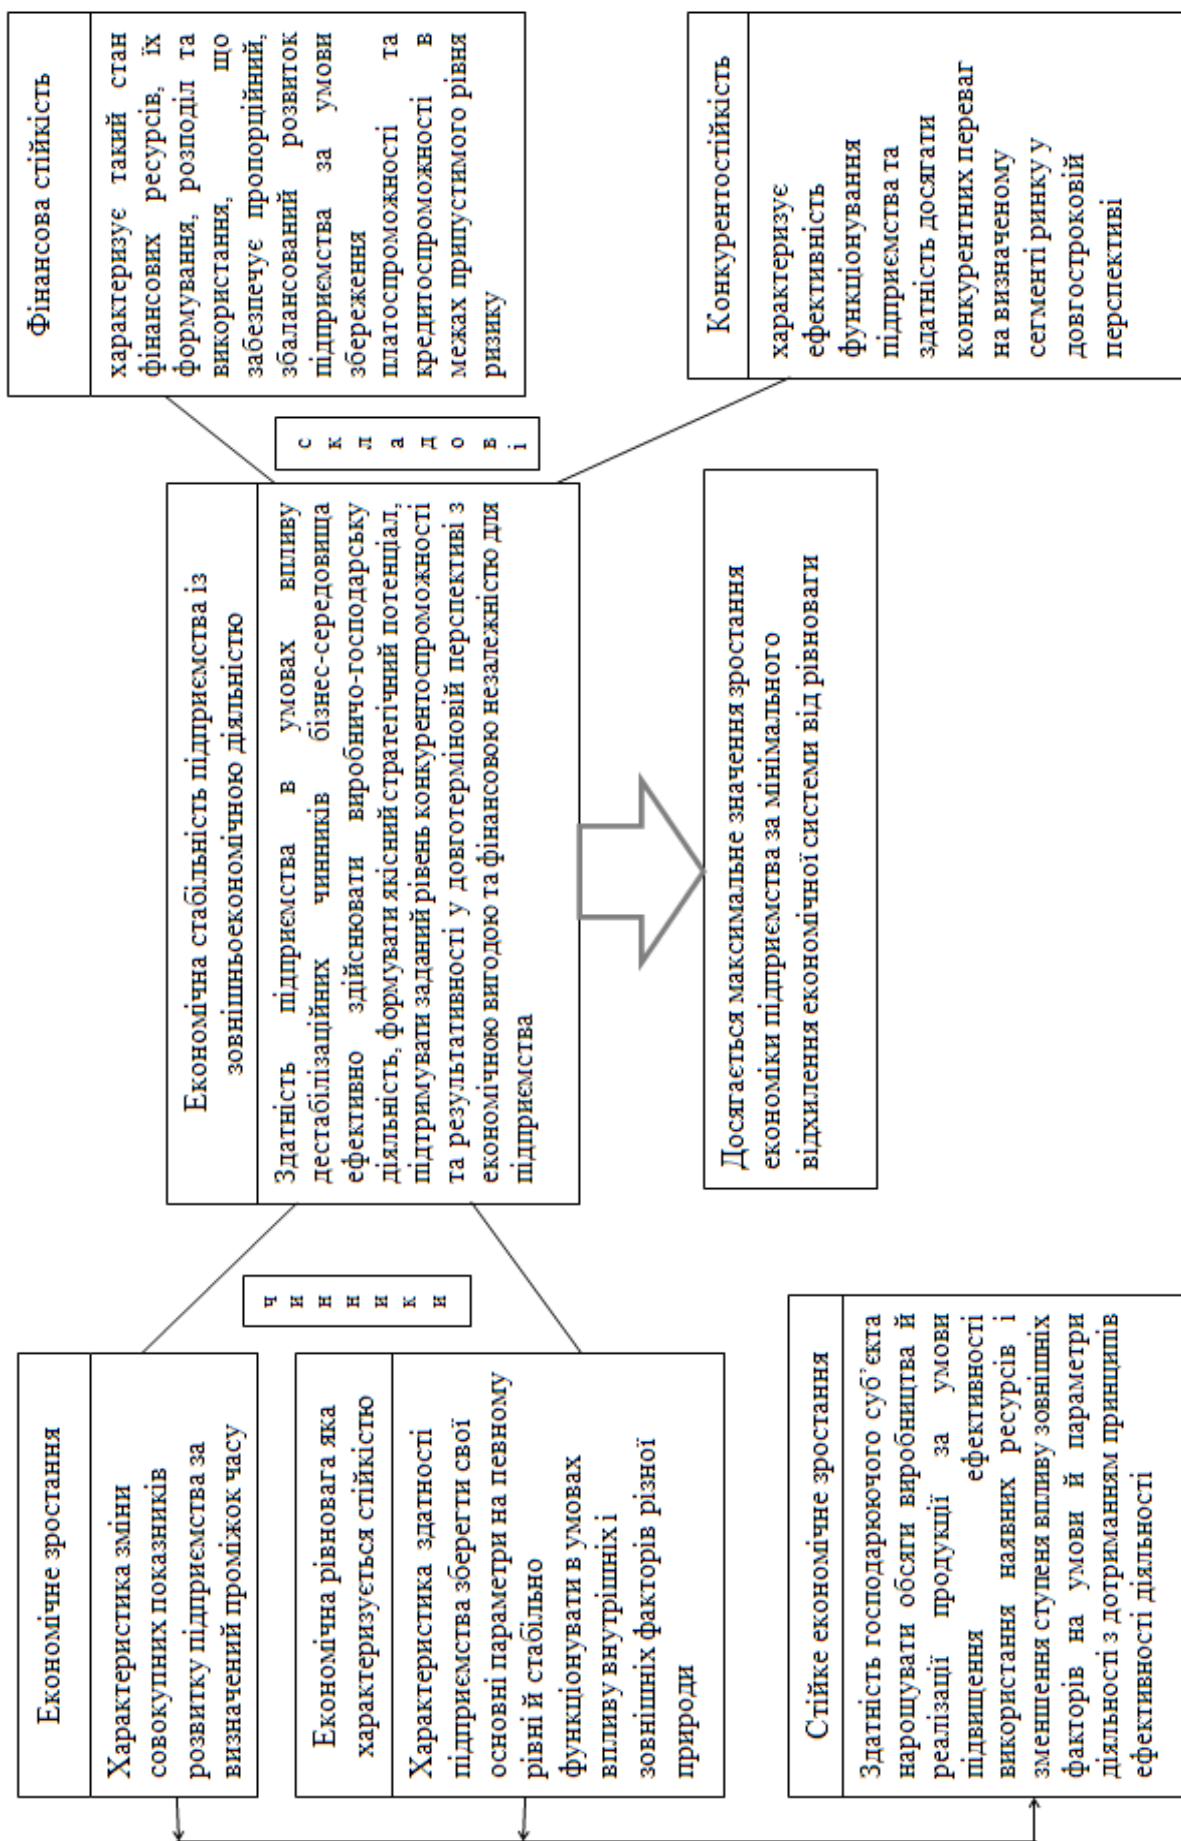 Економічне зростання
Характеристика зміни
совокупних показників
розвитку підприємства за
визначений проміжок часу
Економічна рівновага яка
характеризується стійкістю
Характеристика здатності
підприємства зберегти свої
основні параметри на певному
рівні й стабільно
функціонувати в умовах
впливу внутрішніх і
зовнішніх факторів різної
природи
Стійке економічне зростання
Здатність господарюючого суб’єкта
нарощувати обсяги виробництва й
реалізації продукції за умови
підвищення ефективності
використання наявних ресурсів і
зменшення ступеня впливу зовнішніх
факторів на умови й параметри
діяльності з дотриманням принципів
ефективності діяльності
ч
и
н
н
и
к
и
Економічна стабільність підприємства із
зовнішньоекономічною діяльністю
Здатність підприємства в умовах впливу
дестабілізаційних чинників бізнес-середовища
ефективно здійснювати виробничо-господарську
діяльність, формувати якісний стратегічний потенціал,
підтримувати заданий рівень конкурентоспроможності
та результативності у довготерміновій перспективі з
економічною вигодою та фінансовою незалежністю для
підприємства
Досягається максимальне значення зростання
економіки підприємства за мінімального
відхилення економічної системи від рівноваги
с
к
л
а
д
о
в
і
Фінансова стійкість
характеризує такий стан
фінансових ресурсів, їх
формування, розподіл та
використання, що
забезпечує пропорційний,
збалансований розвиток
підприємства за умови
збереження
платоспроможності та
кредитоспроможності в
межах припустимого рівня
ризику
Конкурентостійкість
характеризує
ефективність
функціонування
підприємства та
здатність досягати
конкурентних переваг
на визначеному
сегменті ринку у
довгостроковій
перспективі